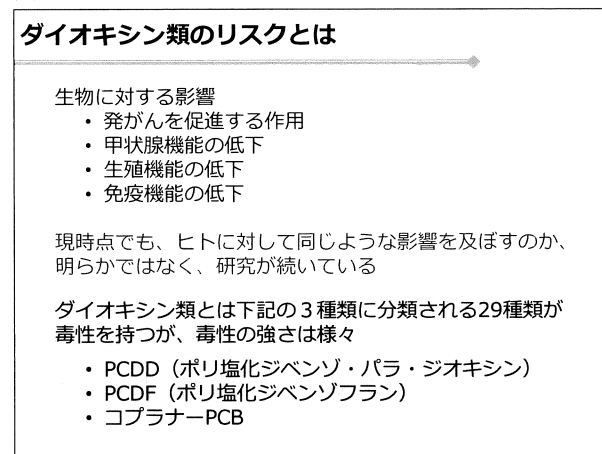 ダイオキシン類のリスクとは
生物に対する影響
• 発がんを促進する作用
• 甲状腺機能の低下
• 生殖機能の低下
• 免疫機能の低下
現時点でも、ヒトに対して同じような影響を及ぼすのか、
明らかではなく、研究が続いている
ダイオキシン類とは下記の３種類に分類される29種類が
毒性を持つが、毒性の強さは様々
• PCDD（ポリ塩化ジベンゾ・パラ・ジオキシン）
• PCDF（ポリ塩化ジベンゾフラン）
• コプラナーPCB